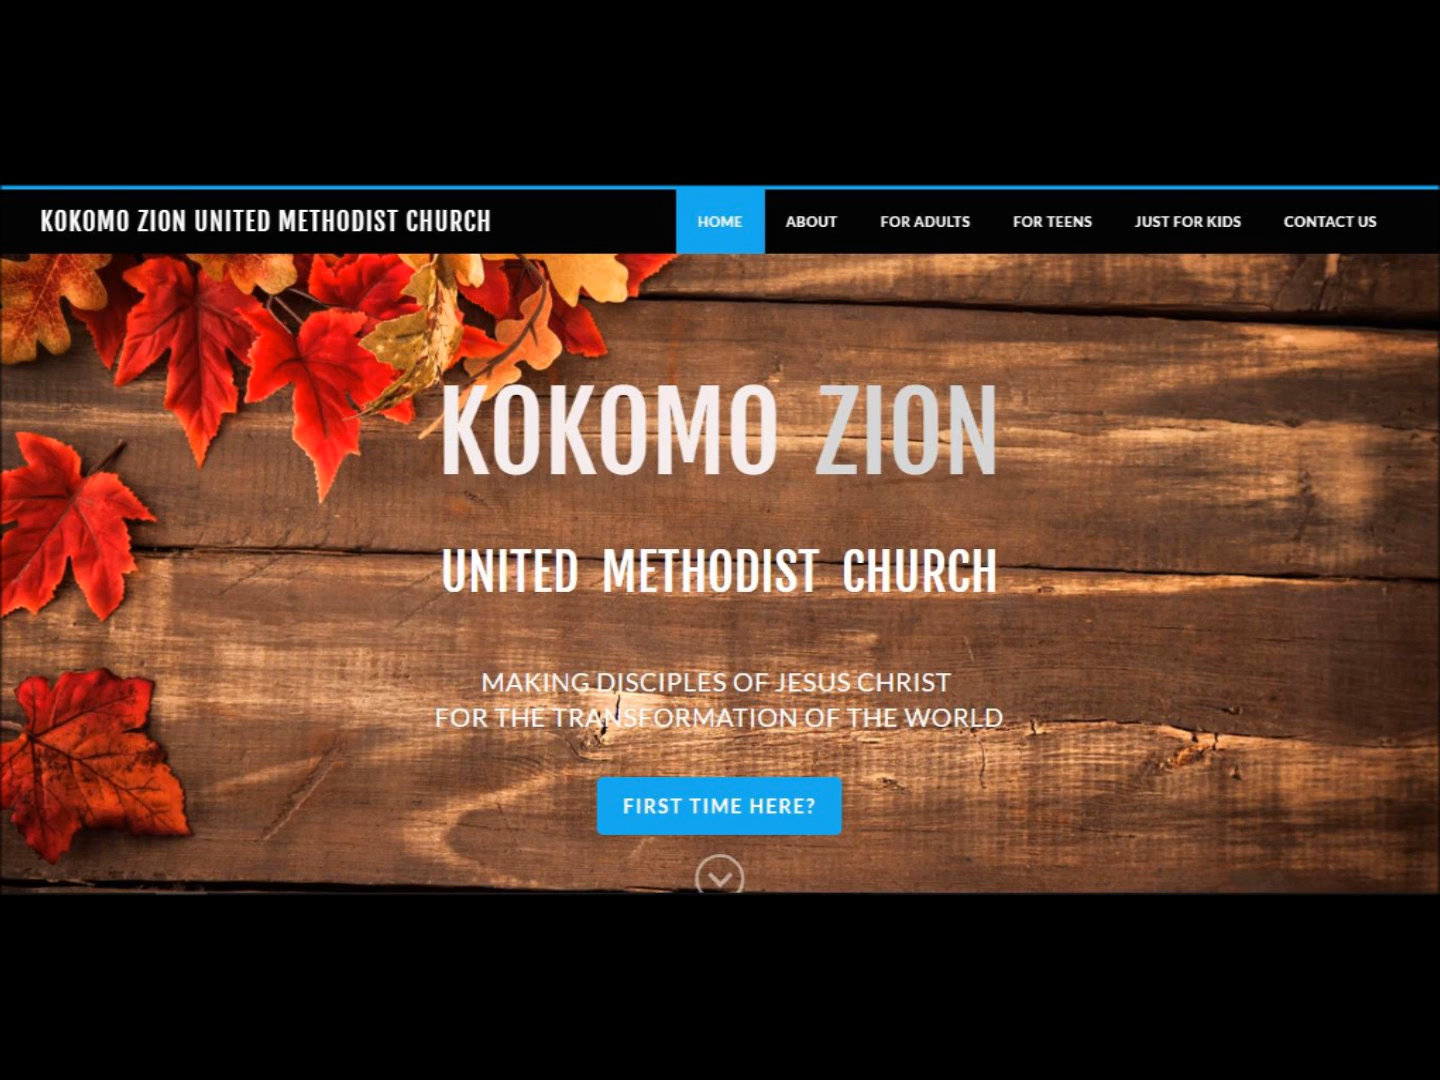 KOKOMO ZION UNITED METHODIST CHURCH
HOME ABOUT FOR ADULTS FOR TEENS JUST FOR KIDS CONTACT US
KOKOMO ZION
UNITED METHODIST CHURCH
MAKING DISCIPLES OF JESUS CHRIST
FOR THE TRANSFORMATION OF THE WORLD
FIRST TIME HERE?